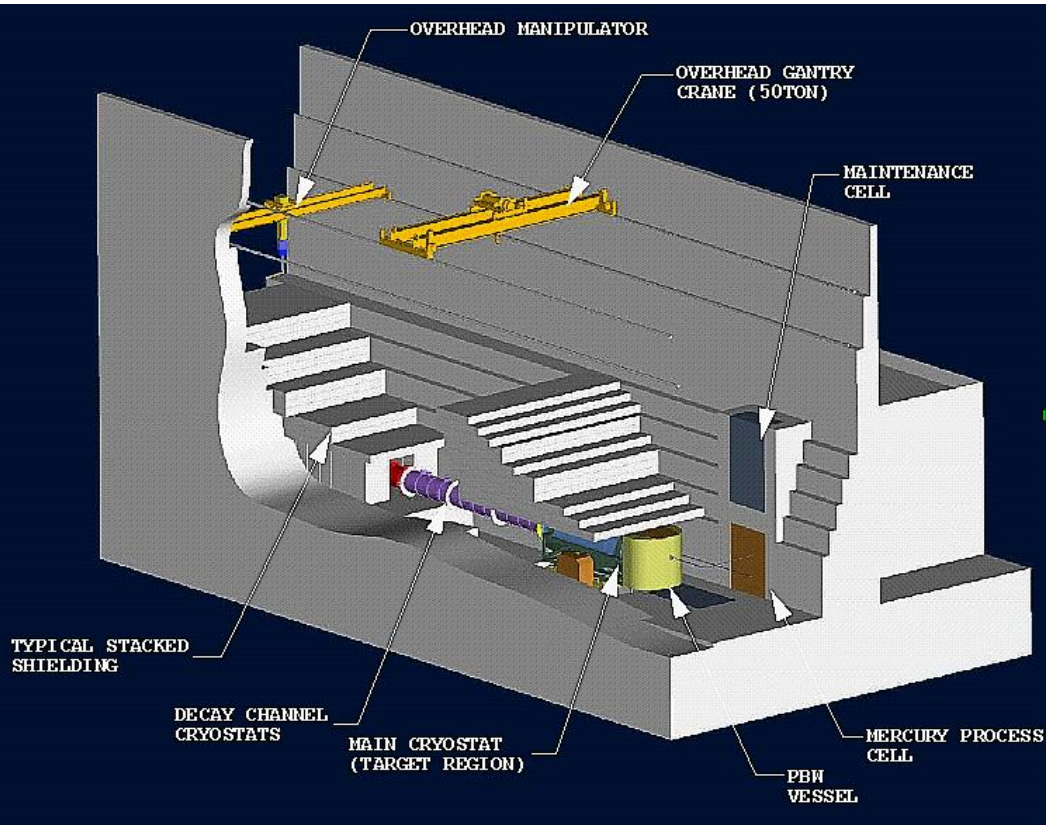 OVERHEAD MANIPULATOR
OVERHEAD GANTRY
CRANE (50TON)
MAINTENANCE
CELL
TYPICAL STACKED
SHIELDING
DECAY CHANNEL
CRYOSTATS
MAIN CRYOSTAT
(TARGET REGION)
MERCURY PROCESS
CELL
PBW
VESSEL